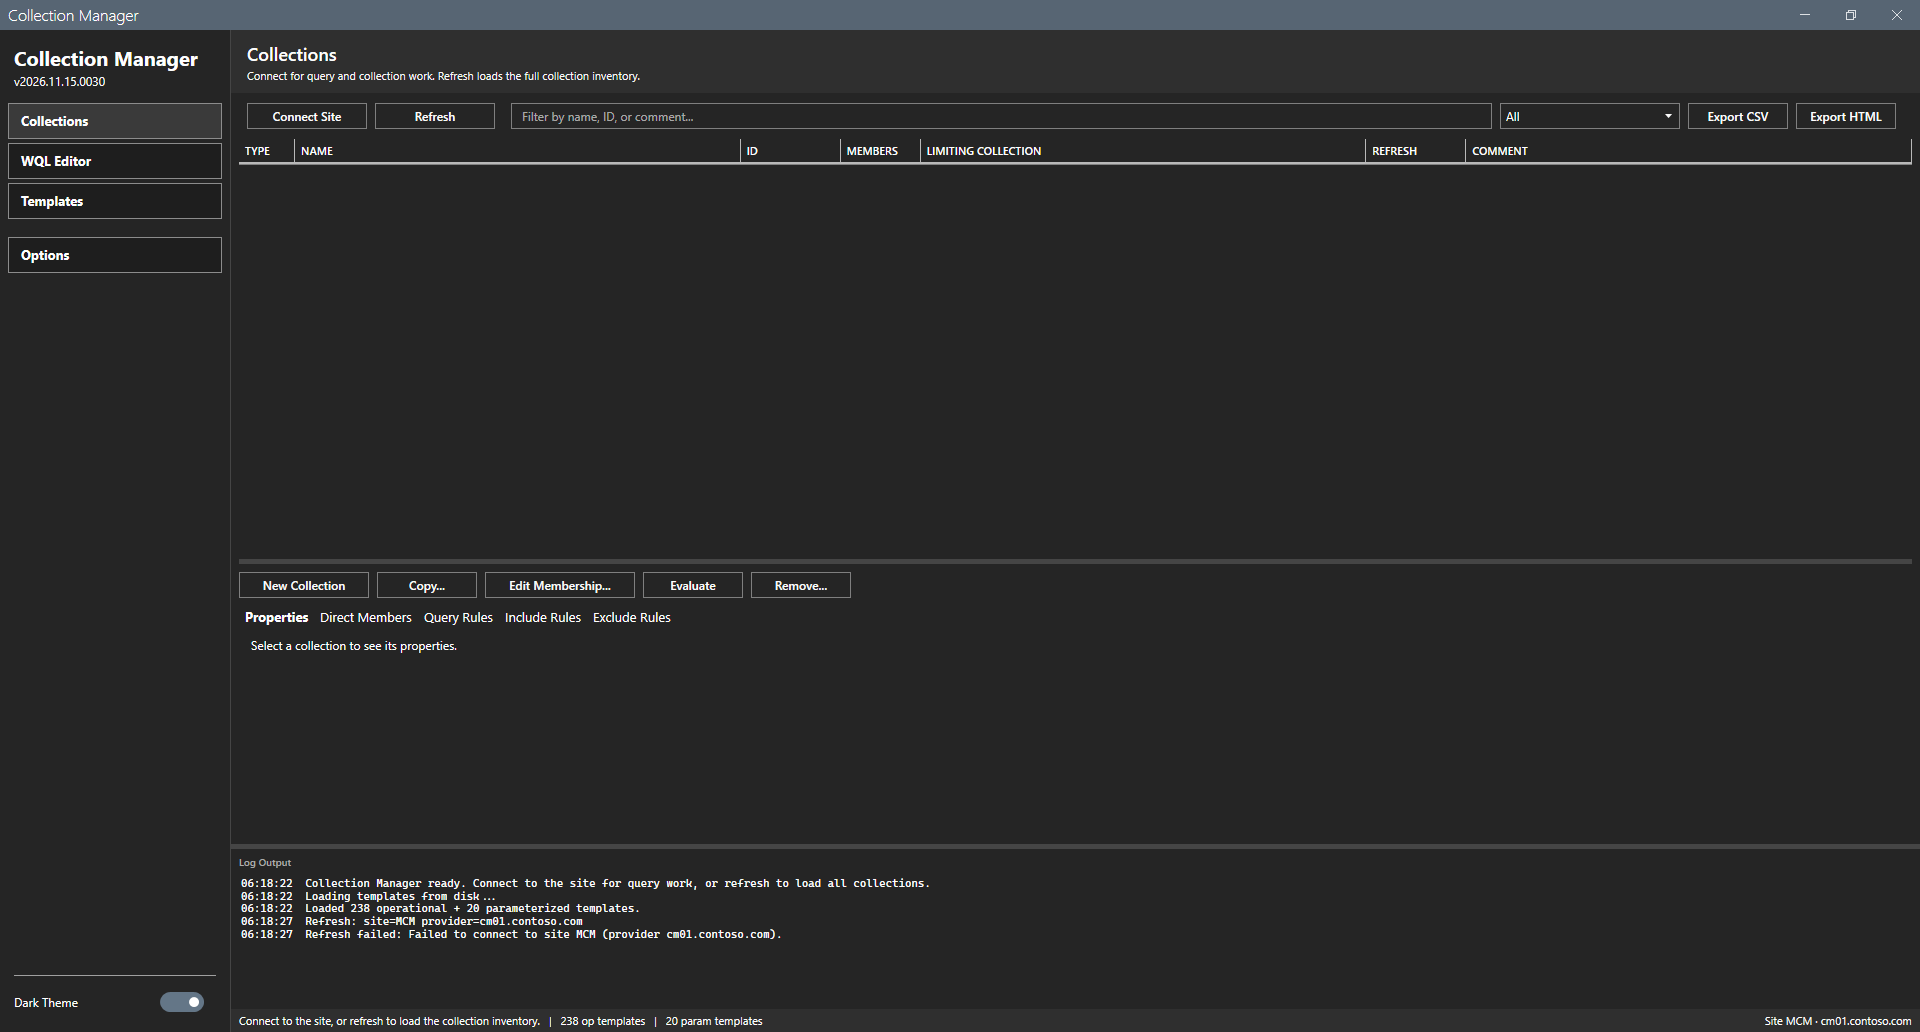 Collection Manager
Collection Manager
v2026.11.15.0030
Collections
WQL Editor
Templates
Options
Dark Theme
Collections
Connect for query and collection work. Refresh loads the full collection inventory.
Connect Site
Refresh
Filter by name, ID, or comment...
All
Export CSV
Export HTML
TYPE NAME ID MEMBERS LIMITING COLLECTION REFRESH COMMENT
New Collection
Copy...
Edit Membership...
Evaluate
Remove...
Properties Direct Members Query Rules Include Rules Exclude Rules
Select a collection to see its properties.
Log Output
06:18:22 Collection Manager ready. Connect to the site for query work, or refresh to load all collections.
06:18:22 Loading templates from disk...
06:18:22 Loaded 238 operational + 20 parameterized templates.
06:18:27 Refresh: site=MCM provider=cm01.contoso.com
06:18:27 Refresh failed: Failed to connect to site MCM (provider cm01.contoso.com).
Connect to the site, or refresh to load the collection inventory. | 238 op templates | 20 param templates
Site MCM · cm01.contoso.com